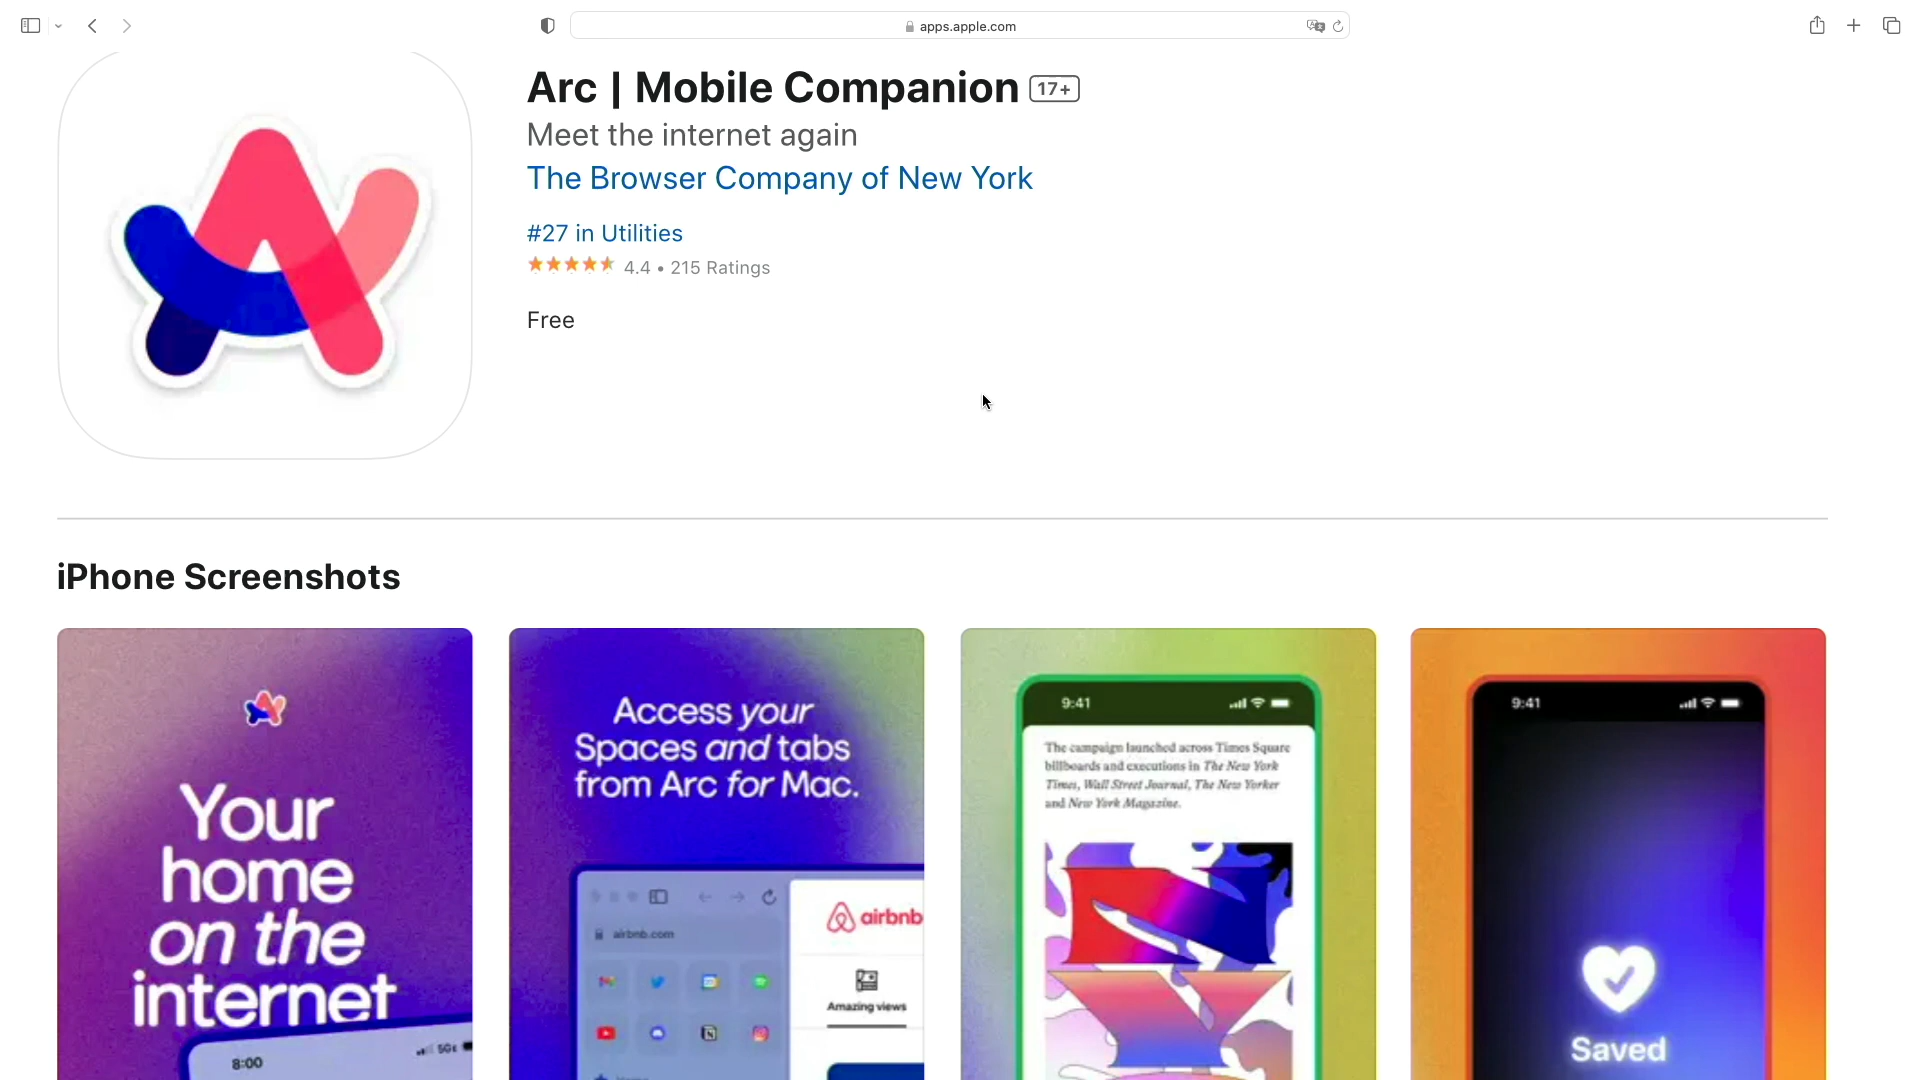 apps.apple.com
Arc | Mobile Companion 17+
Meet the internet again
The Browser Company of New York
#27 in Utilities
4.4 • 215 Ratings
Free
iPhone Screenshots
Your
home
on the
internet
8:00
5GE
Access your
Spaces and tabs
from Arc for Mac.
airbnb.com
airbnb
Amazing views
9:41
The campaign launched across Times Square
billboards and executions in The New York
Times, Wall Street Journal, The New Yorker
and New York Magazine.
9:41
Saved